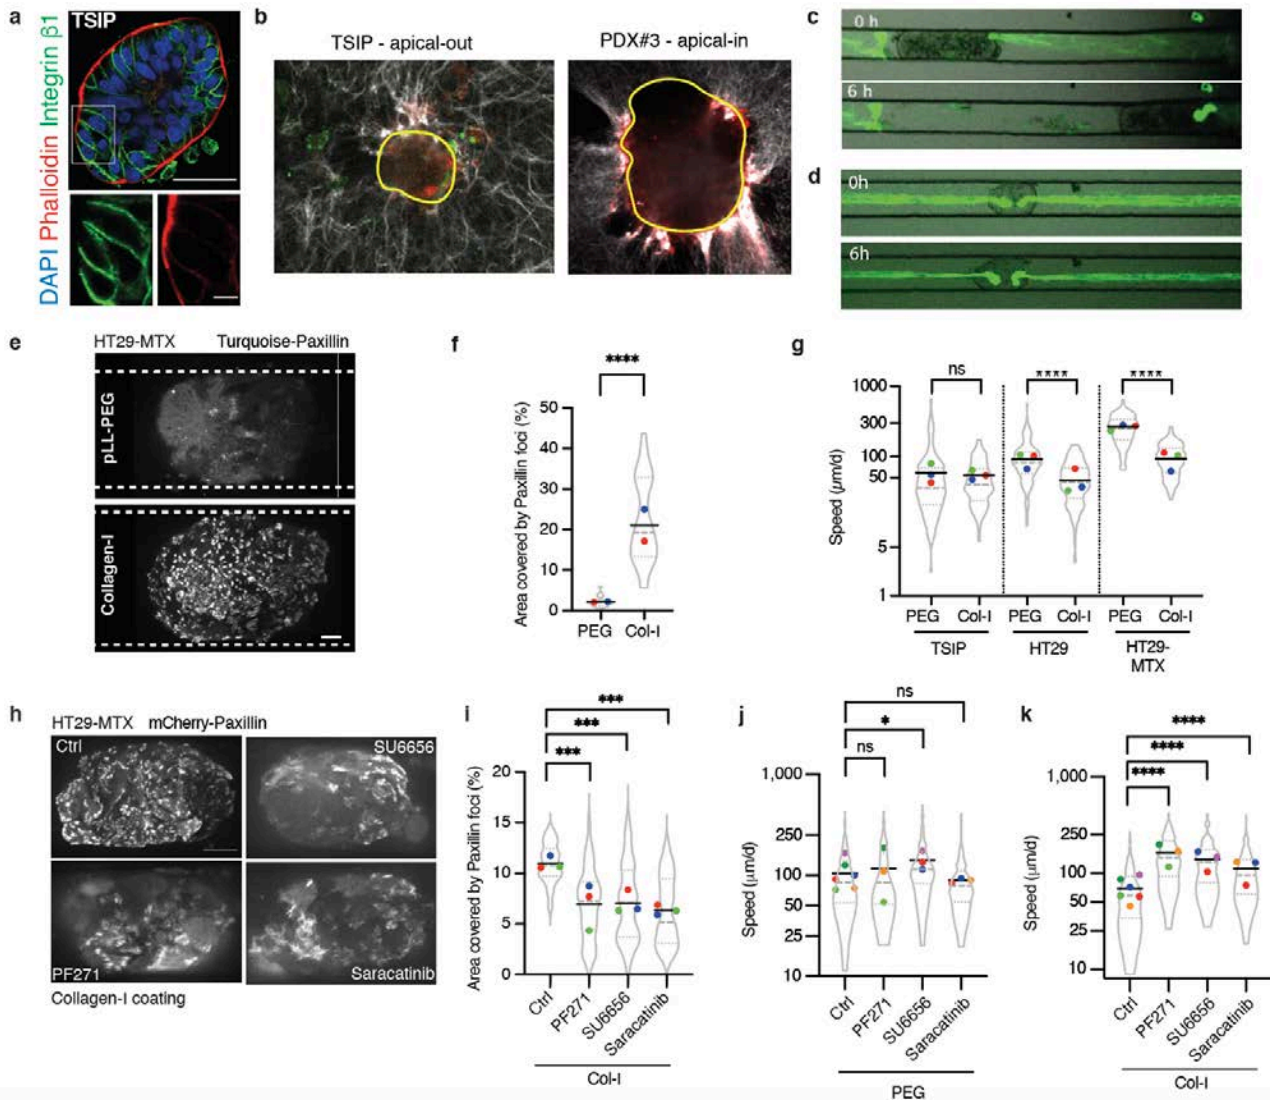 a
TSIP
DAPI Phalloidin Integrin β1
b
TSIP - apical-out
PDX#3 - apical-in
c
0 h
6 h
d
0h
6h
e
HT29-MTX Turquoise-Paxillin
pLL-PEG
Collagen-I
f
****
Area covered by Paxillin foci (%)
50
40
30
20
10
0
PEG Col-I
g
ns **** ****
Speed (µm/d)
1000
300
100
50
5
1
PEG Col-I PEG Col-I PEG Col-I
TSIP HT29 HT29-
MTX
h
HT29-MTX mCherry-Paxillin
Ctrl SU6656
PF271 Saracatinib
Collagen-I coating
i
***
***
***
Area covered by Paxillin foci (%)
20
15
10
5
0
Ctrl PF271 SU6656 Saracatinib
Col-I
j
ns
*
ns
Speed (µm/d)
1,000
250
100
50
25
10
Ctrl PF271 SU6656 Saracatinib
PEG
k
****
****
****
Speed (µm/d)
1,000
250
100
50
25
10
Ctrl PF271 SU6656 Saracatinib
Col-I